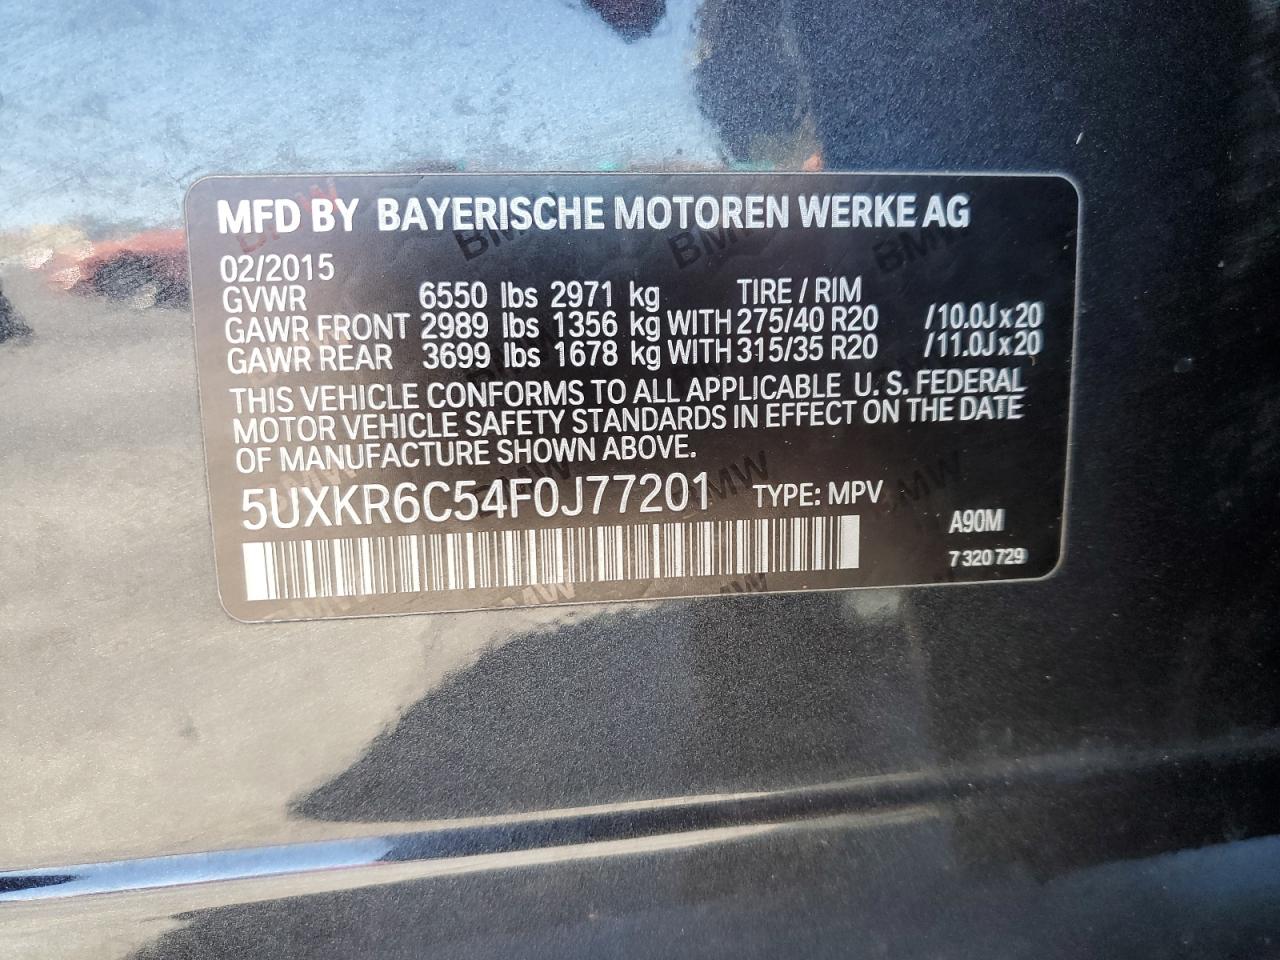 MFD BY BAYERISCHE MOTOREN WERKE AG
02/2015
GVWR 6550 lbs 2971 kg TIRE / RIM
GAWR FRONT 2989 lbs 1356 kg WITH 275/40 R20 /10.0J x 20
GAWR REAR 3699 lbs 1678 kg WITH 315/35 R20 /11.0J x 20
THIS VEHICLE CONFORMS TO ALL APPLICABLE U. S. FEDERAL
MOTOR VEHICLE SAFETY STANDARDS IN EFFECT ON THE DATE
OF MANUFACTURE SHOWN ABOVE.
5UXKR6C54F0J77201 TYPE: MPV
A90M
7 320 729